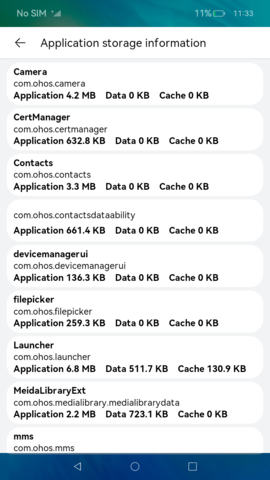 No SIM 11% 11:33
Application storage information
Camera
com.ohos.camera
Application 4.2 MB Data 0 KB Cache 0 KB
CertManager
com.ohos.certmanager
Application 632.8 KB Data 0 KB Cache 0 KB
Contacts
com.ohos.contacts
Application 3.3 MB Data 0 KB Cache 0 KB
com.ohos.contactsdataability
Application 661.4 KB Data 0 KB Cache 0 KB
devicemanagerui
com.ohos.devicemanagerui
Application 136.3 KB Data 0 KB Cache 0 KB
filepicker
com.ohos.filepicker
Application 259.3 KB Data 0 KB Cache 0 KB
Launcher
com.ohos.launcher
Application 6.8 MB Data 511.7 KB Cache 130.9 KB
MeidaLibraryExt
com.ohos.medialibrary.medialibrarydata
Application 2.2 MB Data 723.1 KB Cache 0 KB
mms
com.ohos.mms